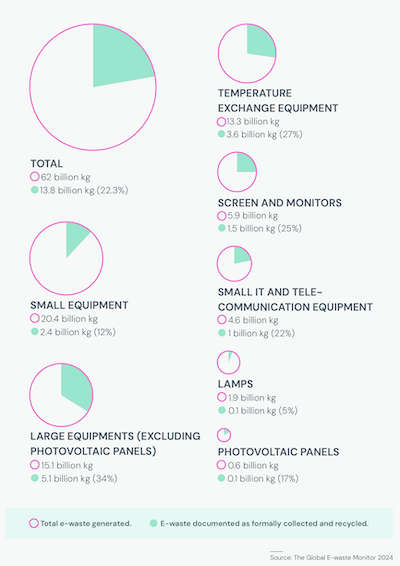 TOTAL
62 billion kg
13.8 billion kg (22.3%)
SMALL EQUIPMENT
20.4 billion kg
2.4 billion kg (12%)
LARGE EQUIPMENTS (EXCLUDING
PHOTOVOLTAIC PANELS)
15.1 billion kg
5.1 billion kg (34%)
TEMPERATURE
EXCHANGE EQUIPMENT
13.3 billion kg
3.6 billion kg (27%)
SCREEN AND MONITORS
5.9 billion kg
1.5 billion kg (25%)
SMALL IT AND TELE-
COMMUNICATION EQUIPMENT
4.6 billion kg
1 billion kg (22%)
LAMPS
1.9 billion kg
0.1 billion kg (5%)
PHOTOVOLTAIC PANELS
0.6 billion kg
0.1 billion kg (17%)
Total e-waste generated.
E-waste documented as formally collected and recycled.
Source: The Global E-waste Monitor 2024